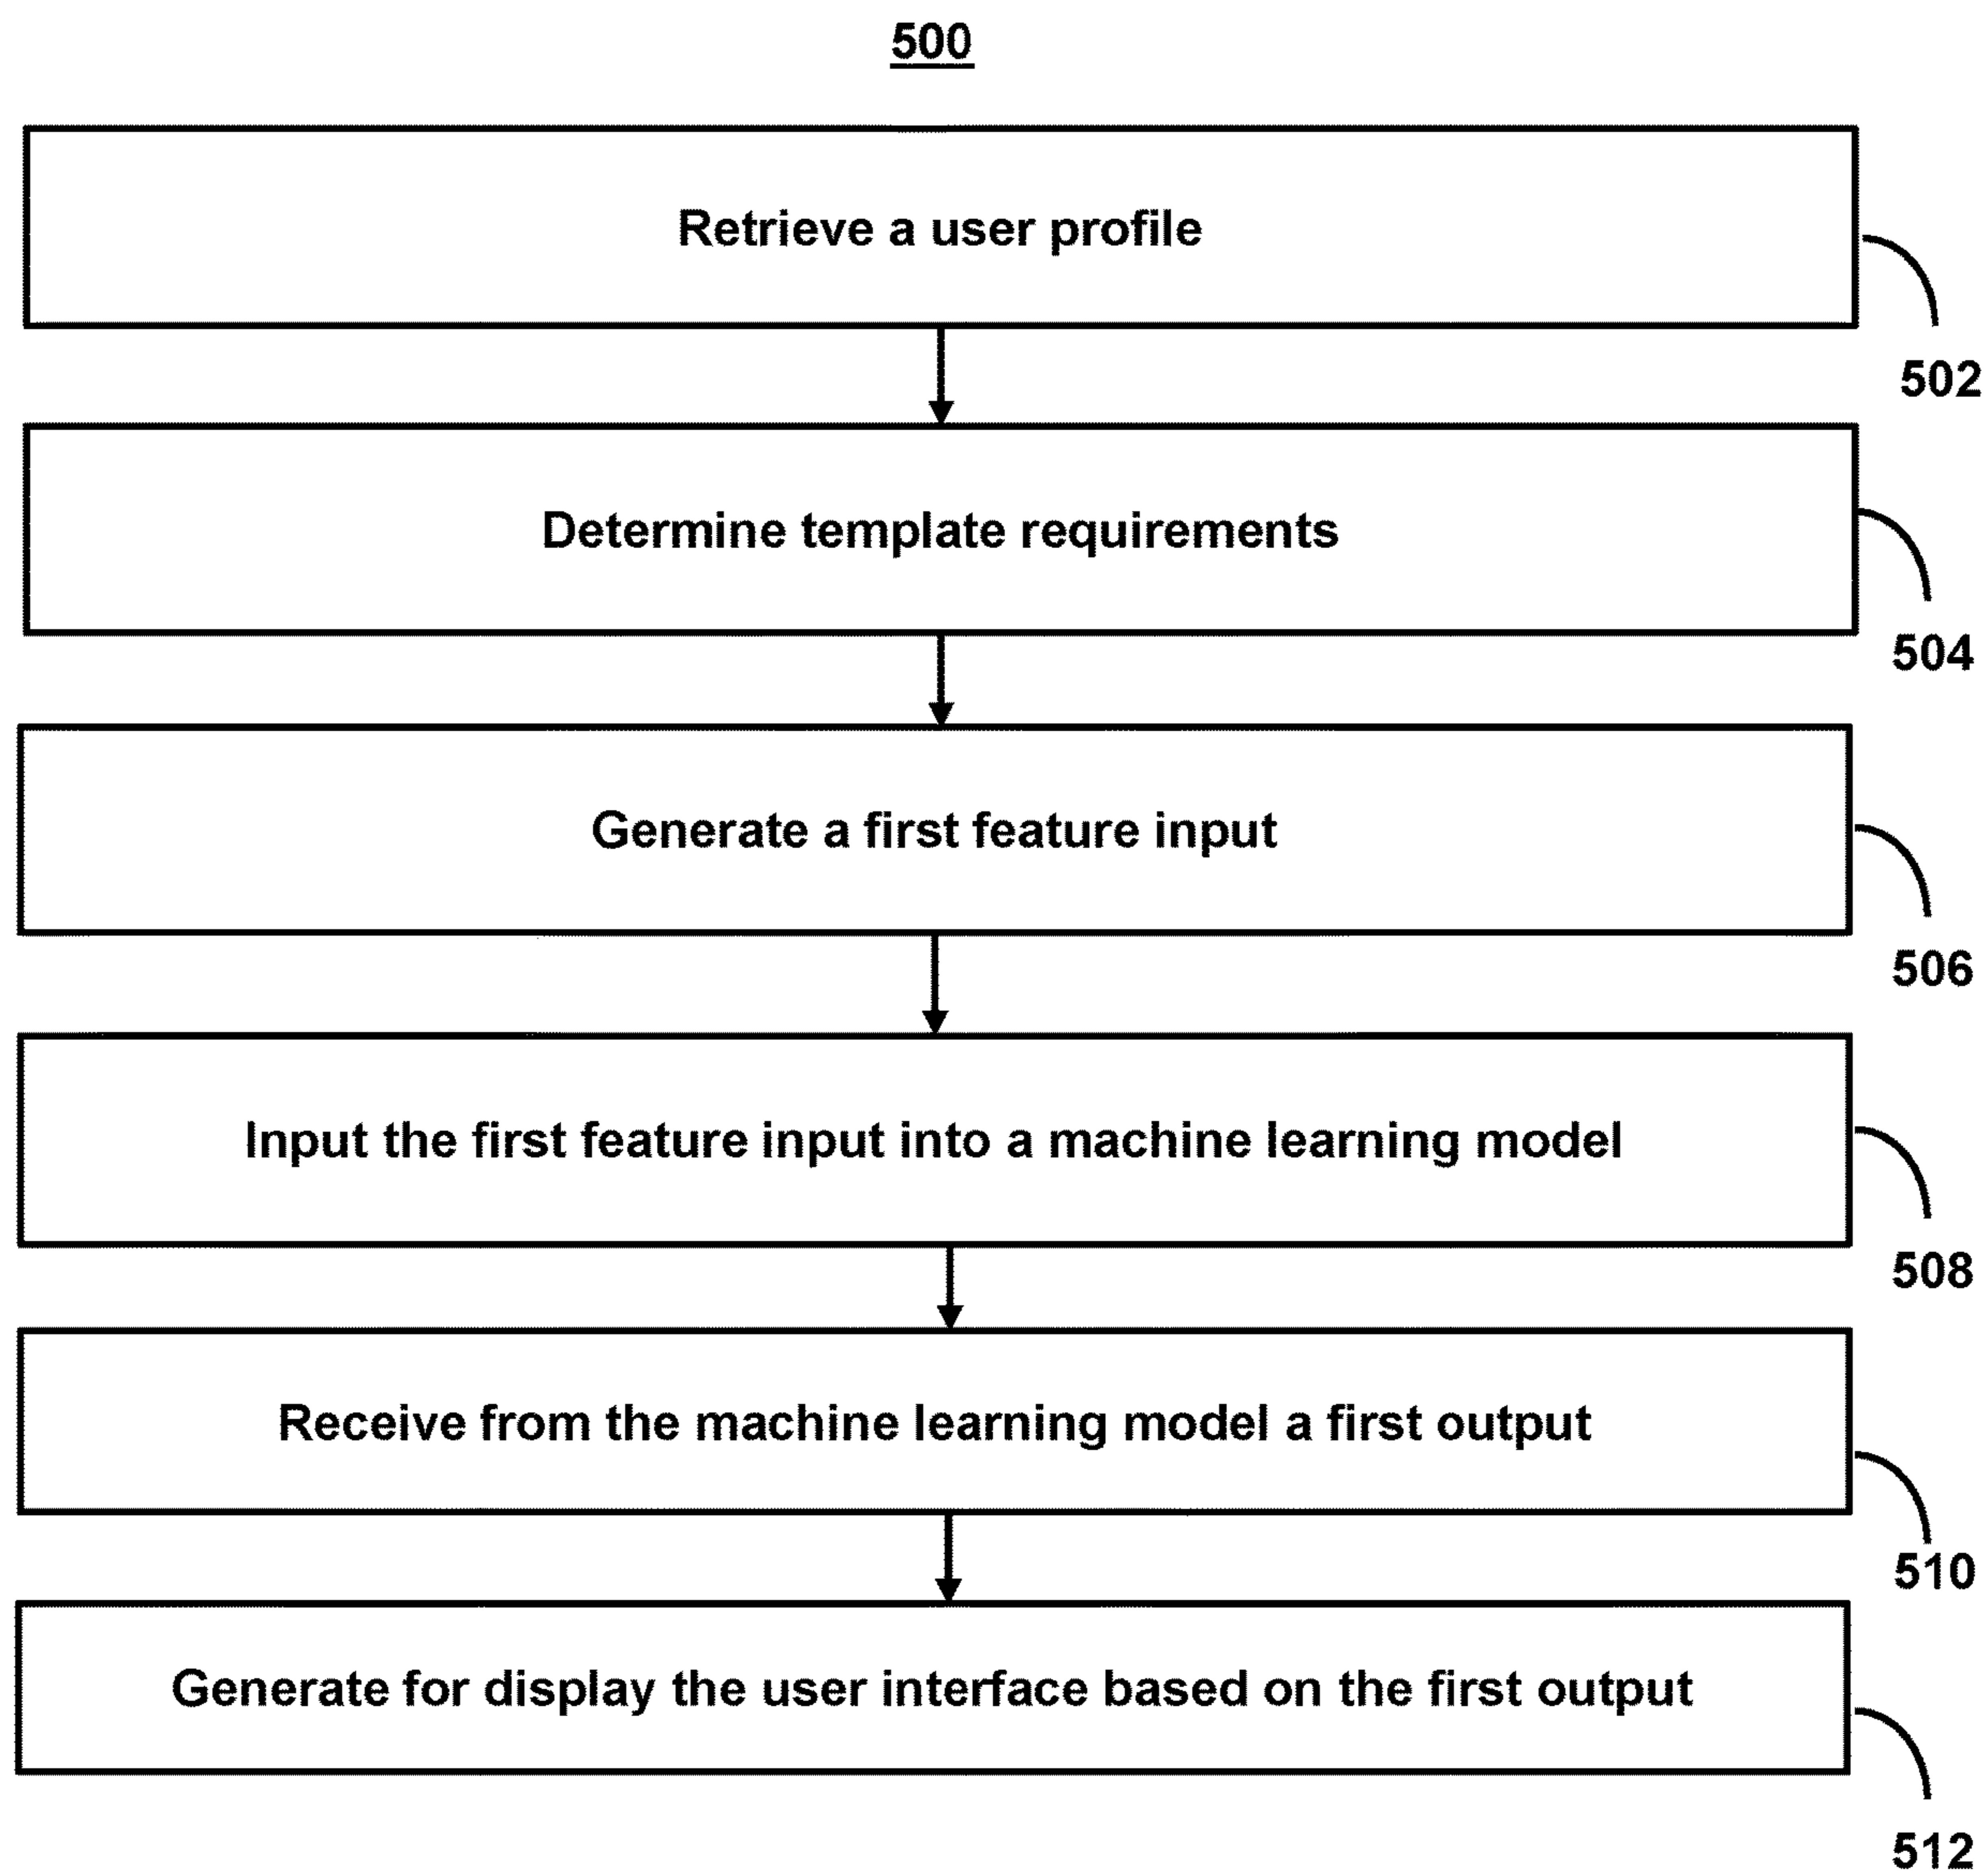 500
Retrieve a user profile
502
Determine template requirements
504
Generate a first feature input
506
Input the first feature input into a machine learning model
508
Receive from the machine learning model a first output
510
Generate for display the user interface based on the first output
512